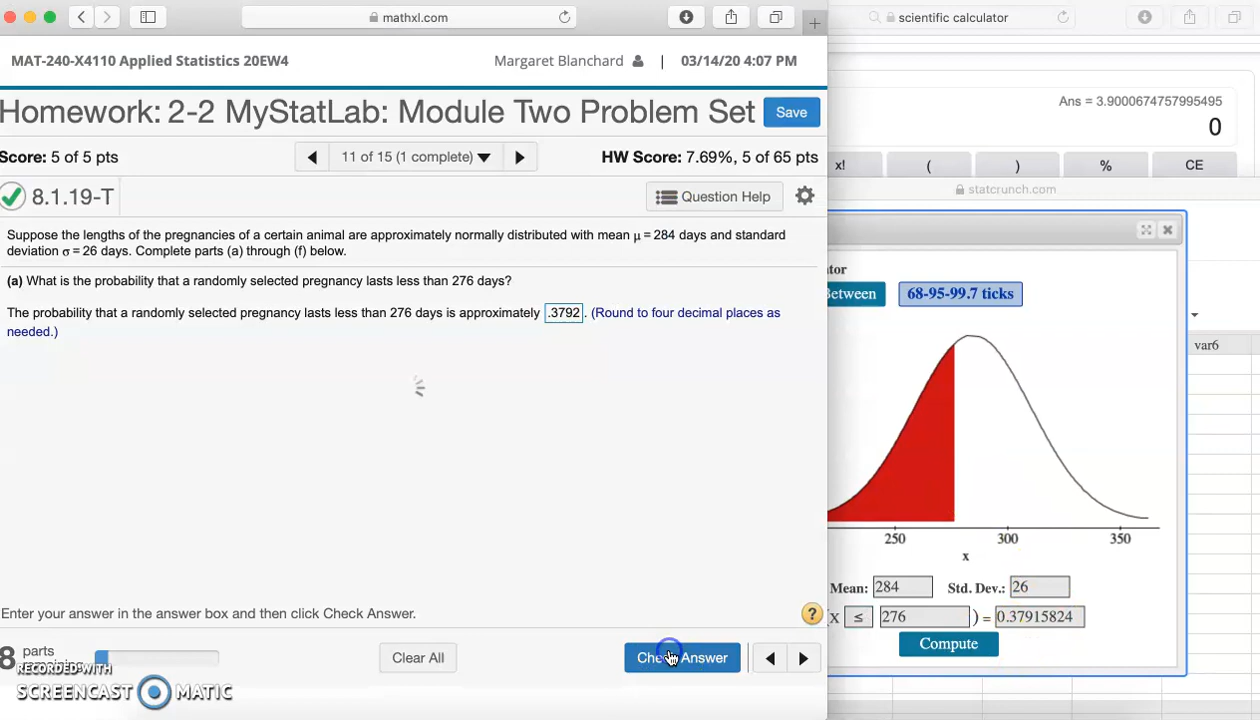 mathxl.com
scientific calculator
MAT-240-X4110 Applied Statistics 20EW4
Margaret Blanchard | 03/14/20 4:07 PM
Ans = 3.9000674757995495
0
Homework: 2-2 MyStatLab: Module Two Problem Set
Save
Score: 5 of 5 pts
11 of 15 (1 complete)
HW Score: 7.69%, 5 of 65 pts
x! ( ) % CE
statcrunch.com
8.1.19-T
Question Help
Suppose the lengths of the pregnancies of a certain animal are approximately normally distributed with mean μ = 284 days and standard
deviation σ = 26 days. Complete parts (a) through (f) below.
(a) What is the probability that a randomly selected pregnancy lasts less than 276 days?
The probability that a randomly selected pregnancy lasts less than 276 days is approximately .3792 . (Round to four decimal places as
needed.)
tor
Between
68-95-99.7 ticks
var6
250 300 350
x
Mean: 284 Std. Dev.: 26
(X ≤ 276 ) = 0.37915824
Compute
Enter your answer in the answer box and then click Check Answer.
?
8 parts
Clear All
Check Answer
RECORDED WITH
SCREENCAST MATIC